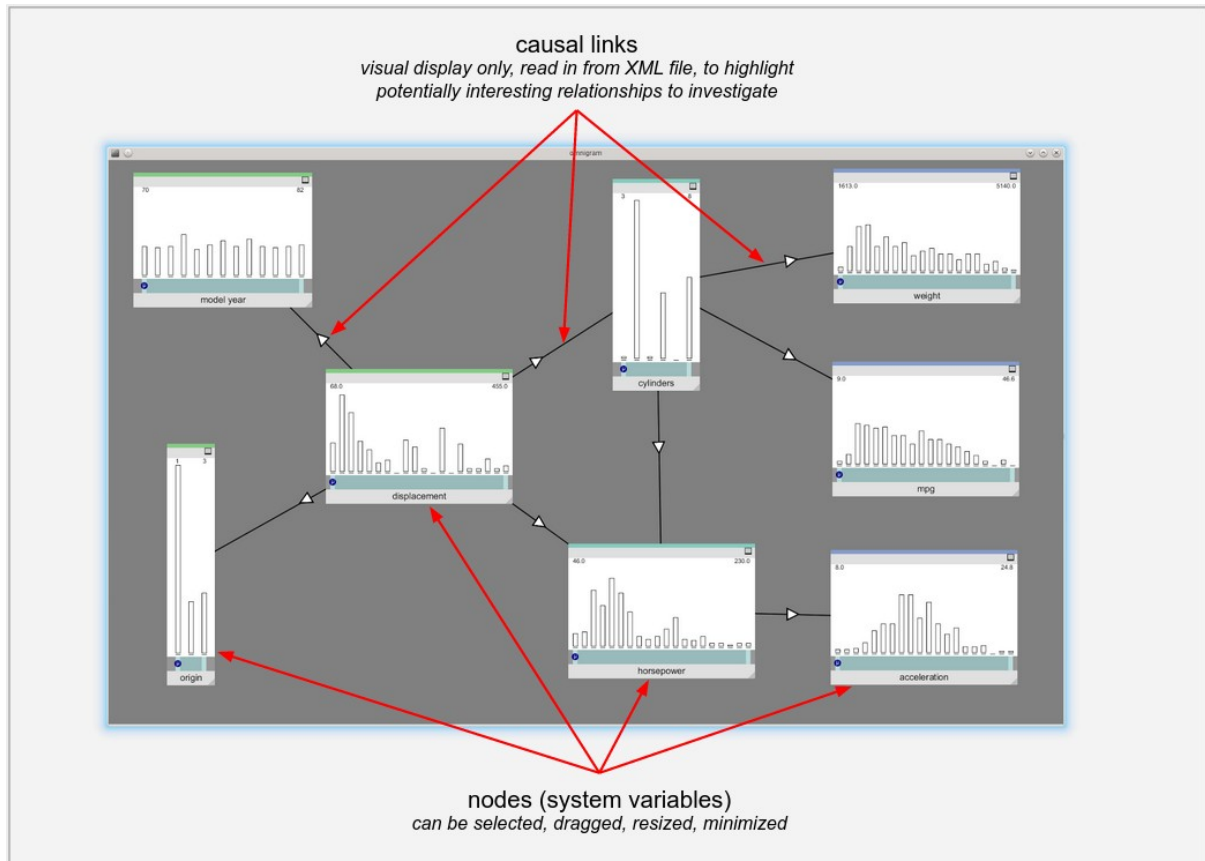 causal links
visual display only, read in from XML file, to highlight
potentially interesting relationships to investigate
omnigram
70 82
model year
3 8
cylinders
1613.0 5140.0
weight
68.0 455.0
displacement
9.0 46.6
mpg
1 3
origin
46.0 230.0
horsepower
8.0 24.8
acceleration
nodes (system variables)
can be selected, dragged, resized, minimized